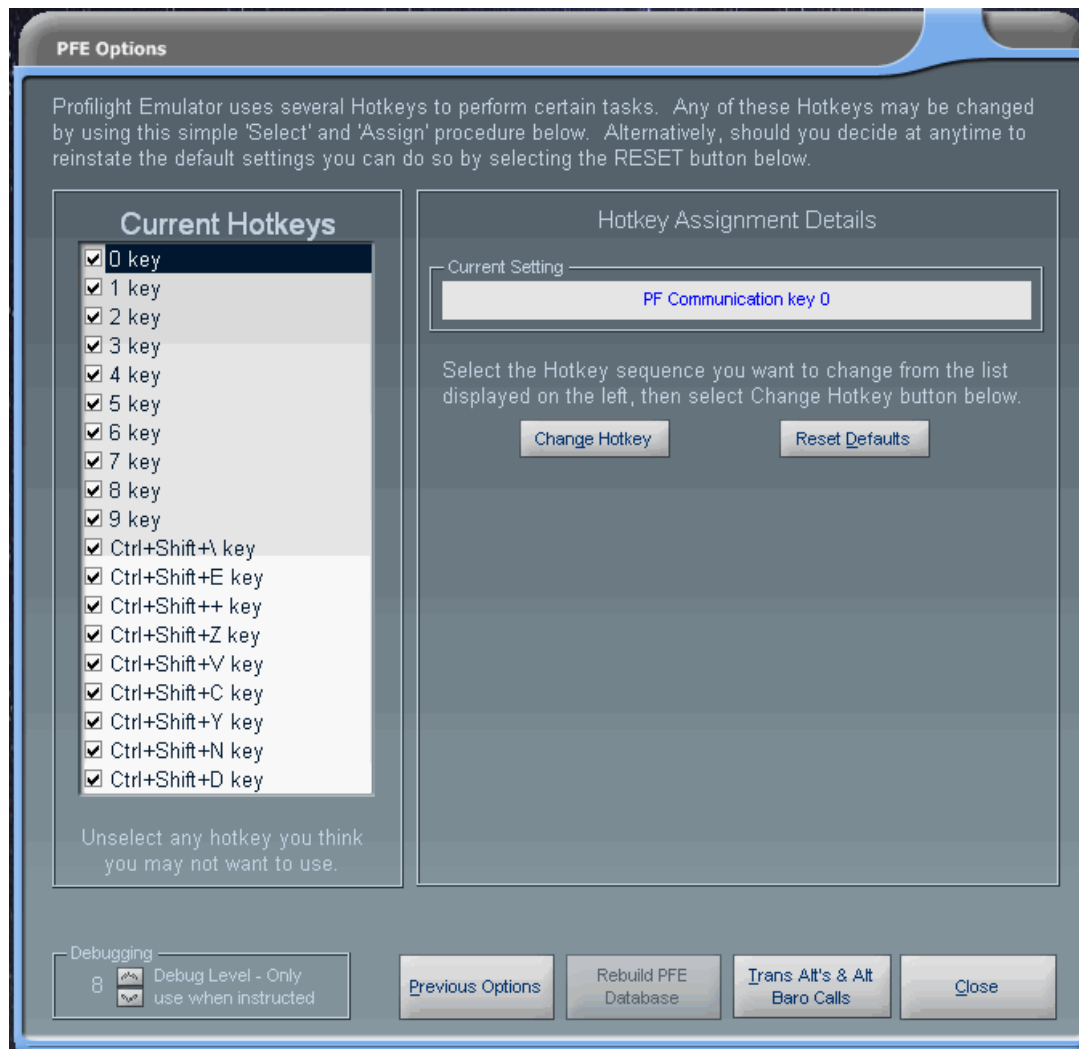 PFE Options
Profilight Emulator uses several Hotkeys to perform certain tasks.  Any of these Hotkeys may be changed
by using this simple 'Select' and 'Assign' procedure below.  Alternatively, should you decide at anytime to
reinstate the default settings you can do so by selecting the RESET button below.
Current Hotkeys
0 key
1 key
2 key
3 key
4 key
5 key
6 key
7 key
8 key
9 key
Ctrl+Shift+\ key
Ctrl+Shift+E key
Ctrl+Shift++ key
Ctrl+Shift+Z key
Ctrl+Shift+V key
Ctrl+Shift+C key
Ctrl+Shift+Y key
Ctrl+Shift+N key
Ctrl+Shift+D key
Unselect any hotkey you think
you may not want to use.
Hotkey Assignment Details
Current Setting
PF Communication key 0
Select the Hotkey sequence you want to change from the list
displayed on the left, then select Change Hotkey button below.
Change Hotkey
Reset Defaults
Debugging
8
Debug Level - Only
use when instructed
Previous Options
Rebuild PFE
Database
Trans Alt's & Alt
Baro Calls
Close